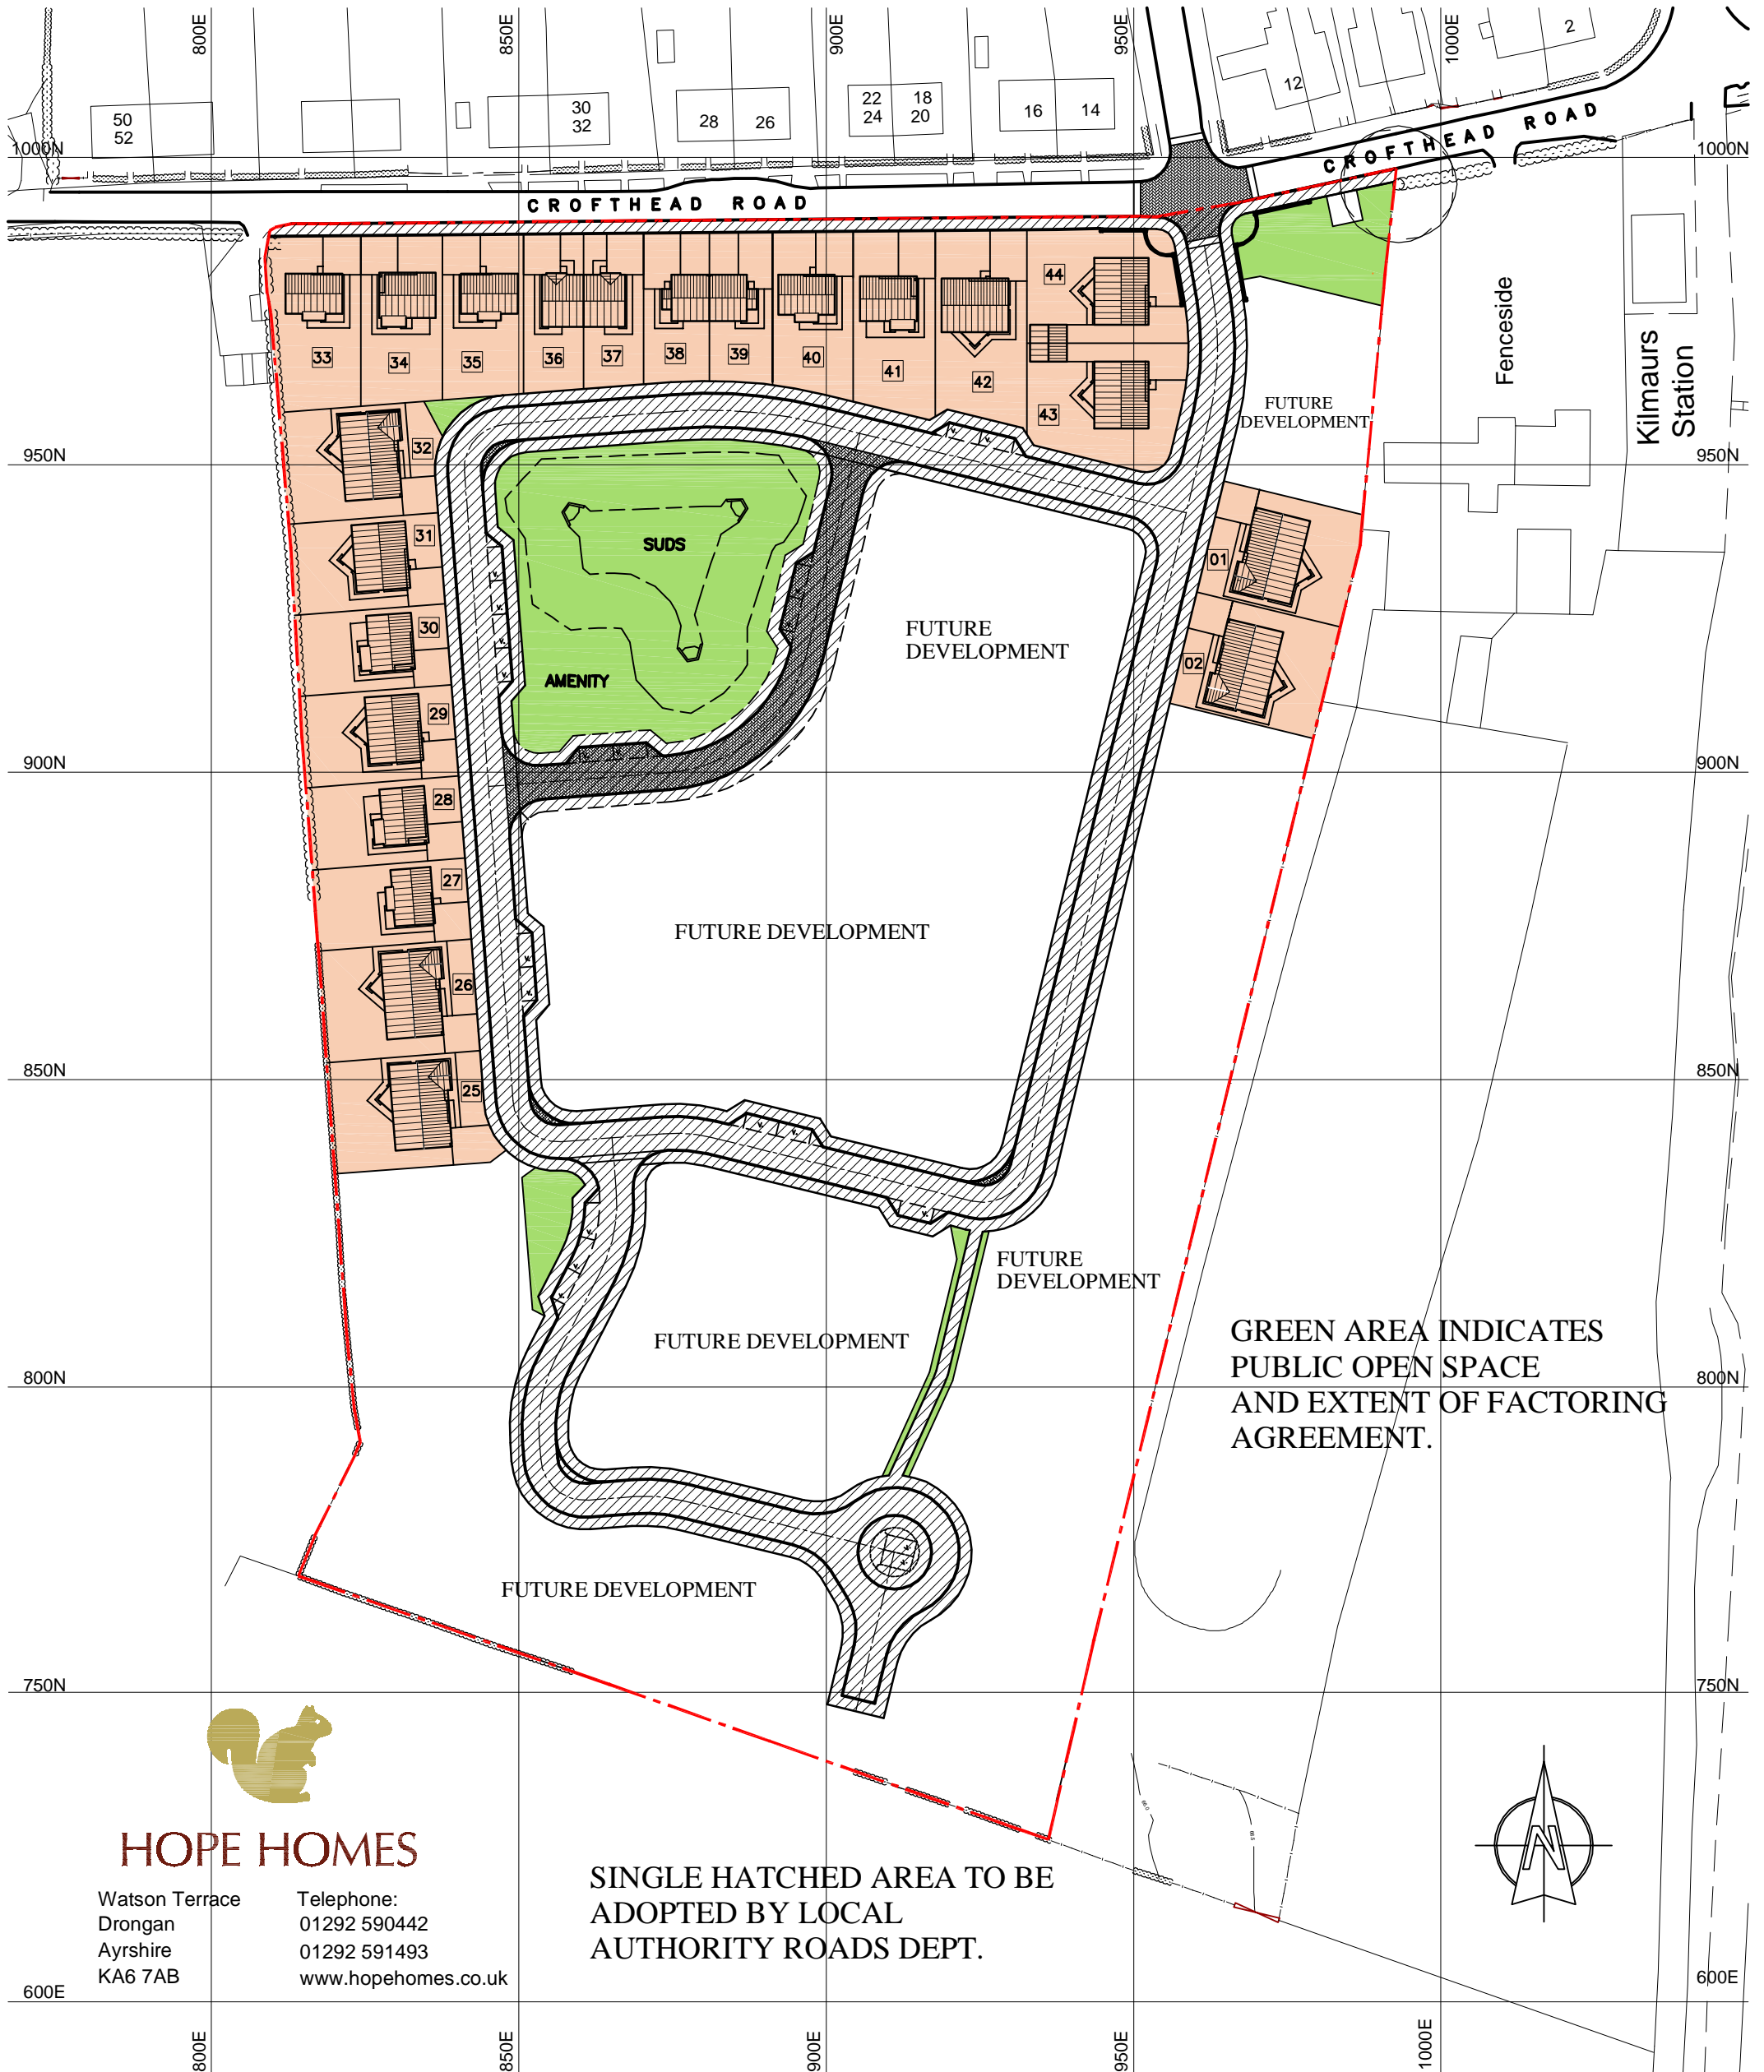 800E
850E
900E
950E
1000E
2
12
50
52
30
32
28
26
22
18
24
20
16
14
1000N
1000N
CROFTHEAD ROAD
CROFTHEAD ROAD
33
34
35
36
37
38
39
40
41
42
43
44
Fenceside
Kilmaurs
Station
FUTURE
DEVELOPMENT
32
950N
950N
31
SUDS
01
30
FUTURE
DEVELOPMENT
02
AMENITY
29
900N
900N
28
27
FUTURE DEVELOPMENT
26
850N
850N
25
FUTURE
DEVELOPMENT
FUTURE DEVELOPMENT
GREEN AREA INDICATES
PUBLIC OPEN SPACE
AND EXTENT OF FACTORING
AGREEMENT.
800N
800N
FUTURE DEVELOPMENT
750N
750N
N
HOPE HOMES
Watson Terrace
Drongan
Ayrshire
KA6 7AB
Telephone:
01292 590442
01292 591493
www.hopehomes.co.uk
SINGLE HATCHED AREA TO BE
ADOPTED BY LOCAL
AUTHORITY ROADS DEPT.
600E
600E
800E
850E
900E
950E
1000E